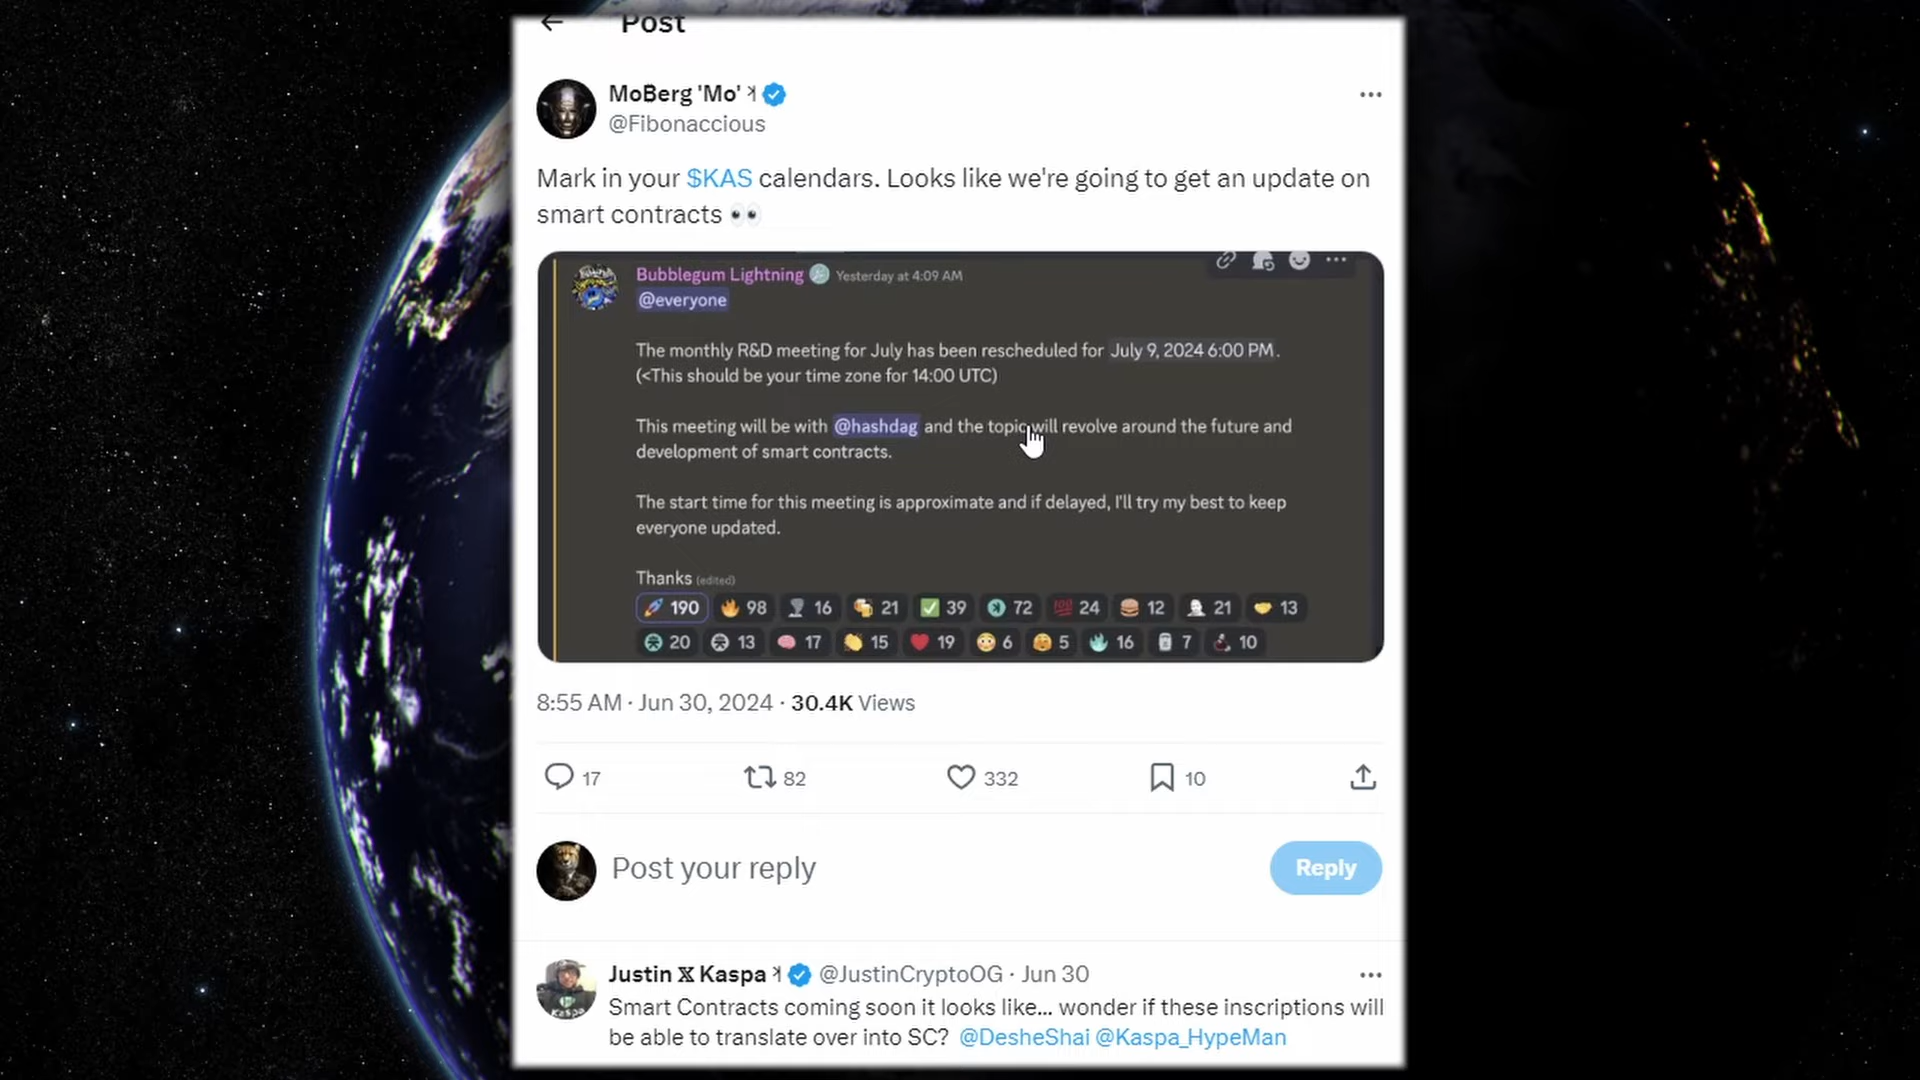 Post
MoBerg 'Mo'
@Fibonaccious
Mark in your $KAS calendars. Looks like we're going to get an update on
smart contracts 👀
Bubblegum Lightning Yesterday at 4:09 AM
@everyone
The monthly R&D meeting for July has been rescheduled for July 9, 2024 6:00 PM.
(<This should be your time zone for 14:00 UTC)
This meeting will be with @hashdag and the topic will revolve around the future and
development of smart contracts.
The start time for this meeting is approximate and if delayed, I'll try my best to keep
everyone updated.
Thanks (edited)
190 98 16 21 39 72 100 24 12 21 13
20 13 17 15 19 6 5 16 7 10
8:55 AM · Jun 30, 2024 · 30.4K Views
17 82 332 10
Post your reply Reply
Justin 𝕏 Kaspa @JustinCryptoOG · Jun 30
Smart Contracts coming soon it looks like... wonder if these inscriptions will
be able to translate over into SC? @DesheShai @Kaspa_HypeMan
Kaspa